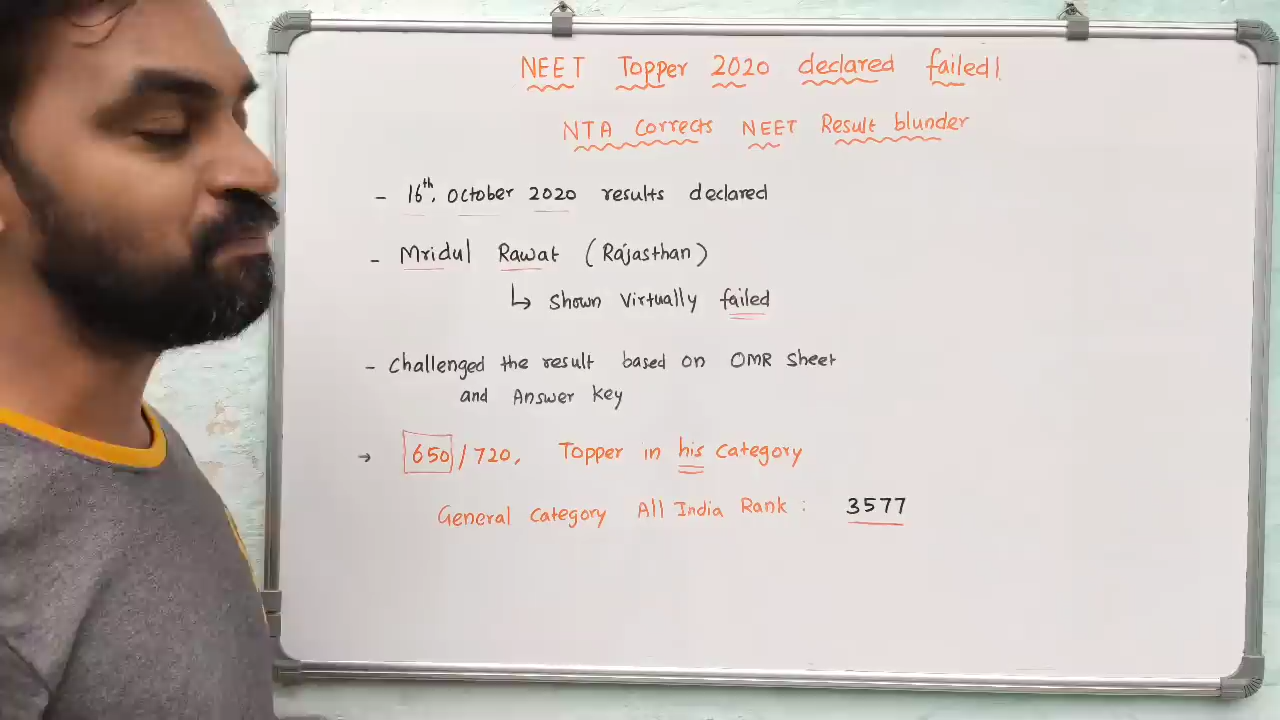 NEET Topper 2020 declared failed!
NTA Corrects NEET Result blunder
- 16th, October 2020 results declared
- Mridul Rawat (Rajasthan)
↳ Shown Virtually failed
- Challenged the result based on OMR Sheet
and Answer Key
→ 650/720, Topper in his Category
General Category All India Rank: 3577